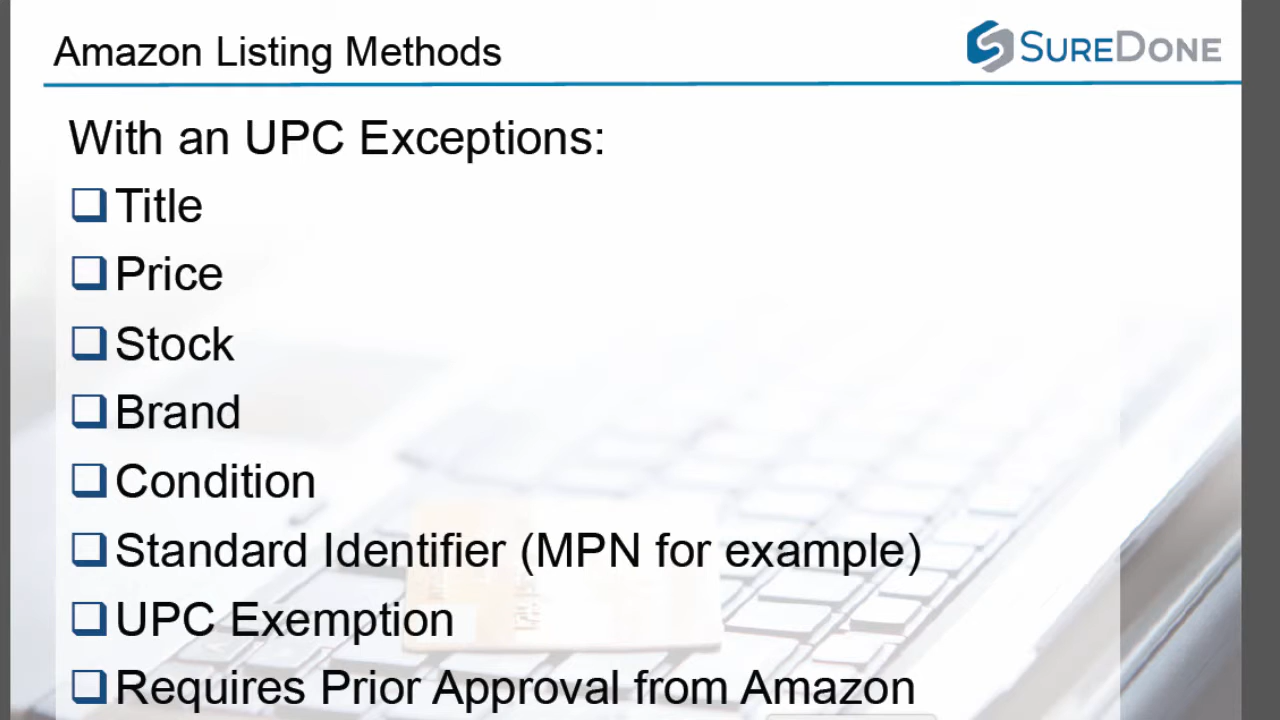 Amazon Listing Methods
SUREDONE
With an UPC Exceptions:
Title
Price
Stock
Brand
Condition
Standard Identifier (MPN for example)
UPC Exemption
Requires Prior Approval from Amazon